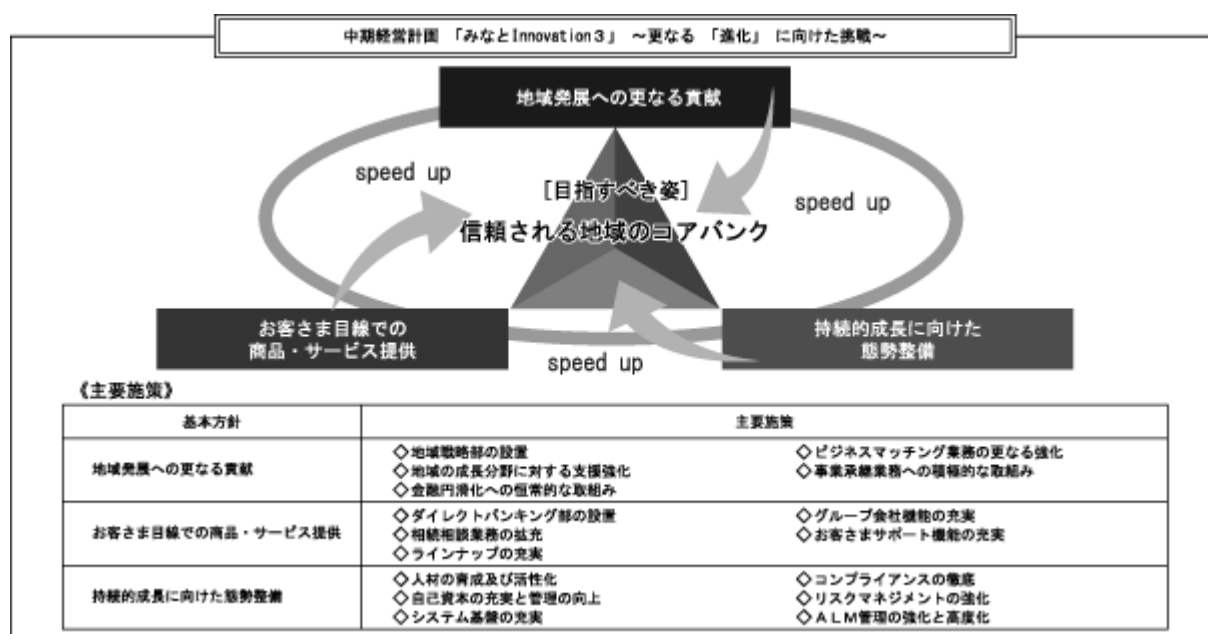 中期経営計画 「みなとInnovation3」 ～更なる 「進化」 に向けた挑戦～
地域発展への更なる貢献
speed up
speed up
[目指すべき姿]
信頼される地域のコアバンク
お客さま目線での
商品・サービス提供
持続的成長に向けた
態勢整備
speed up
《主要施策》
基本方針 主要施策
地域発展への更なる貢献
◇地域戦略部の設置 ◇ビジネスマッチング業務の更なる強化
◇地域の成長分野に対する支援強化 ◇事業承継業務への積極的な取組み
◇金融円滑化への恒常的な取組み
お客さま目線での商品・サービス提供
◇ダイレクトバンキング部の設置 ◇グループ会社機能の充実
◇相続相談業務の拡充 ◇お客さまサポート機能の充実
◇ラインナップの充実
持続的成長に向けた態勢整備
◇人材の育成及び活性化 ◇コンプライアンスの徹底
◇自己資本の充実と管理の向上 ◇リスクマネジメントの強化
◇システム基盤の充実 ◇ＡＬＭ管理の強化と高度化